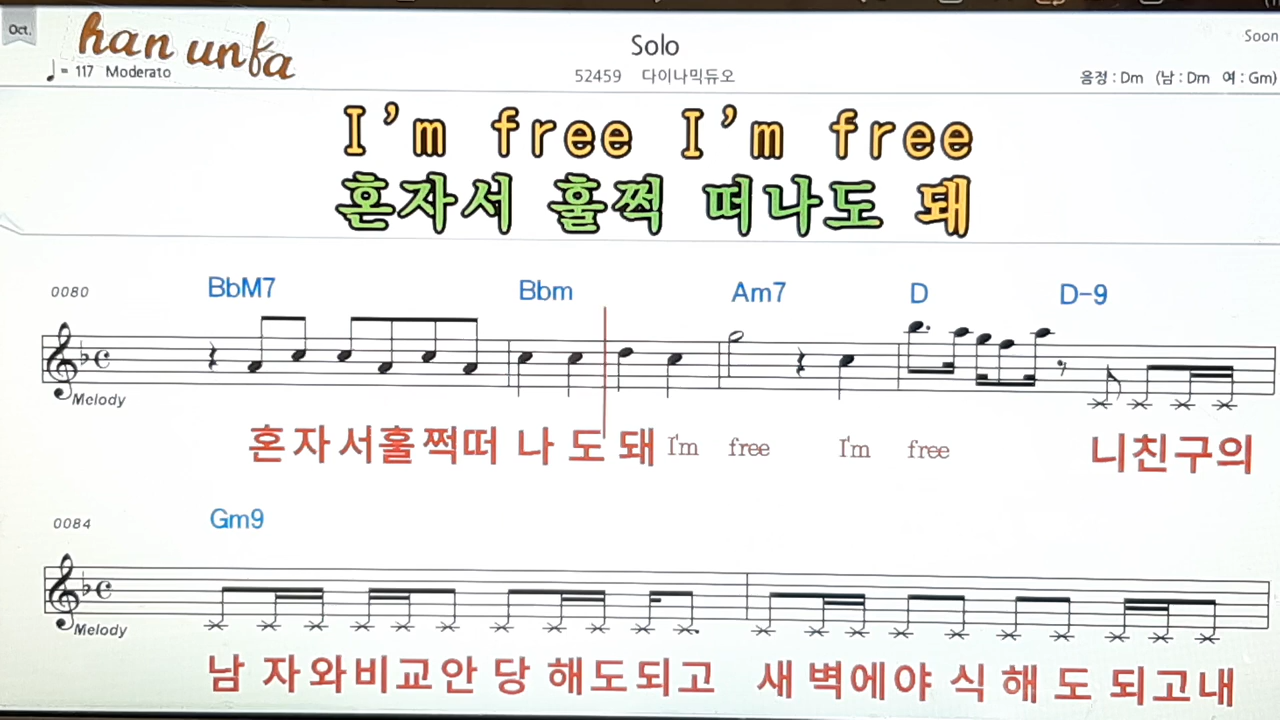 Oct.
han unfa
Solo
Soon
♩= 117 Moderato
52459 다이나믹듀오
음정 : Dm (남 : Dm 여 : Gm)
I'm free I'm free
혼자서 훌쩍 떠나도 돼
0080 BbM7 Bbm Am7 D D-9
Melody
혼자서훌쩍떠 나 도 돼 I'm free I'm free 니친구의
0084 Gm9
Melody
남 자와비교안 당 해도되고 새 벽에야 식 해 도 되고내